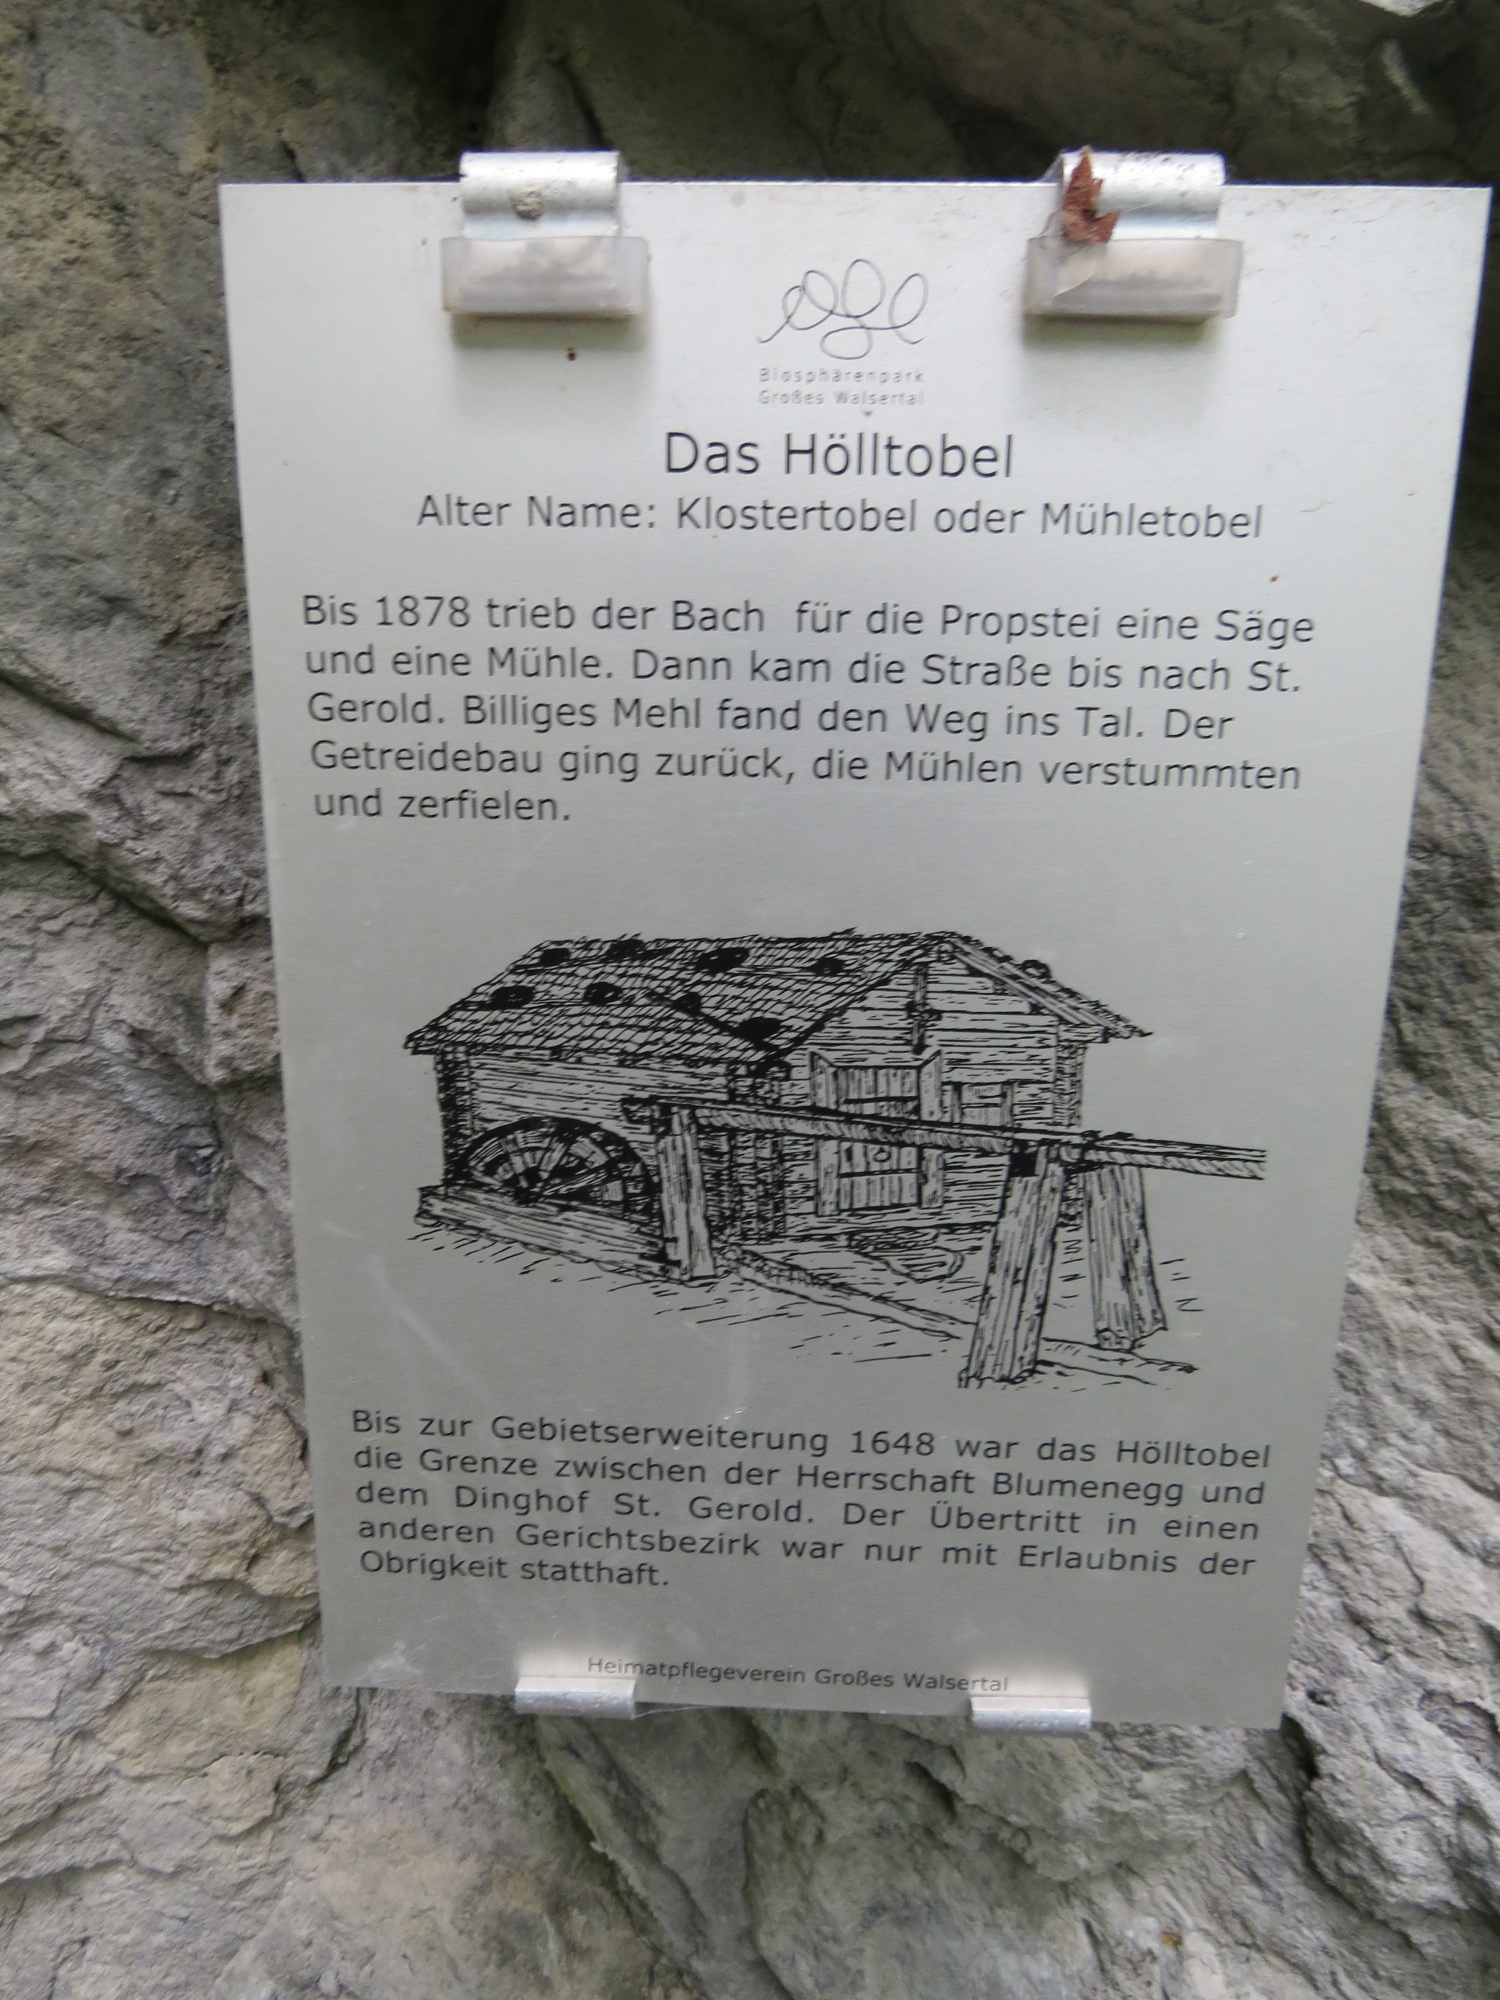 Biosphärenpark
Großes Walsertal
Das Hölltobel
Alter Name: Klostertobel oder Mühletobel
Bis 1878 trieb der Bach für die Propstei eine Säge
und eine Mühle. Dann kam die Straße bis nach St.
Gerold. Billiges Mehl fand den Weg ins Tal. Der
Getreidebau ging zurück, die Mühlen verstummten
und zerfielen.
Bis zur Gebietserweiterung 1648 war das Hölltobel
die Grenze zwischen der Herrschaft Blumenegg und
dem Dinghof St. Gerold. Der Übertritt in einen
anderen Gerichtsbezirk war nur mit Erlaubnis der
Obrigkeit statthaft.
Heimatpflegeverein Großes Walsertal